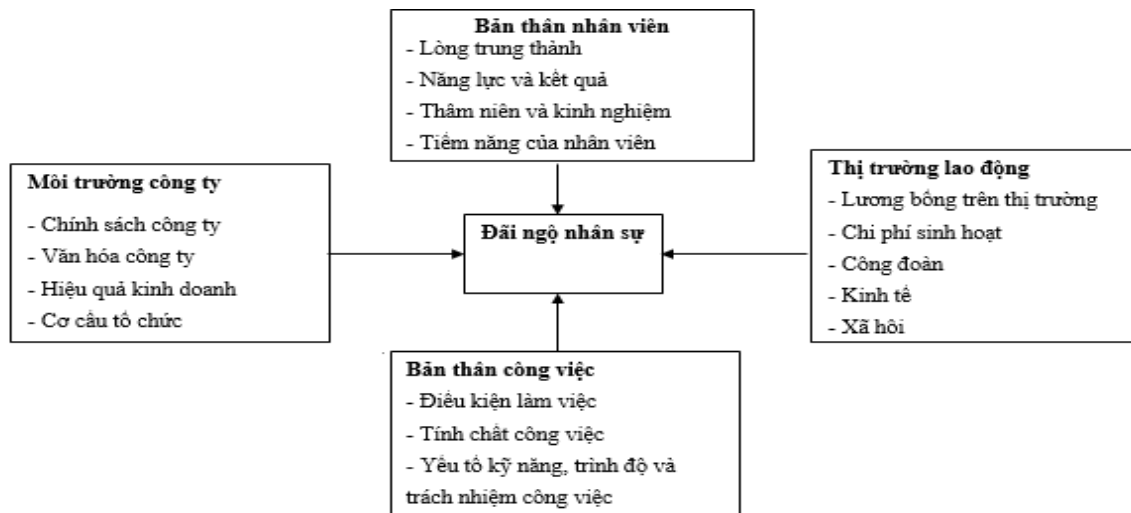 Bản thân nhân viên
- Lòng trung thành
- Năng lực và kết quả
- Thâm niên và kinh nghiệm
- Tiềm năng của nhân viên
Môi trường công ty
- Chính sách công ty
- Văn hóa công ty
- Hiệu quả kinh doanh
- Cơ cấu tổ chức
Đãi ngộ nhân sự
Thị trường lao động
- Lương bổng trên thị trường
- Chi phí sinh hoạt
- Công đoàn
- Kinh tế
- Xã hôi
Bản thân công việc
- Điều kiện làm việc
- Tính chất công việc
- Yếu tố kỹ năng, trình độ và
trách nhiệm công việc